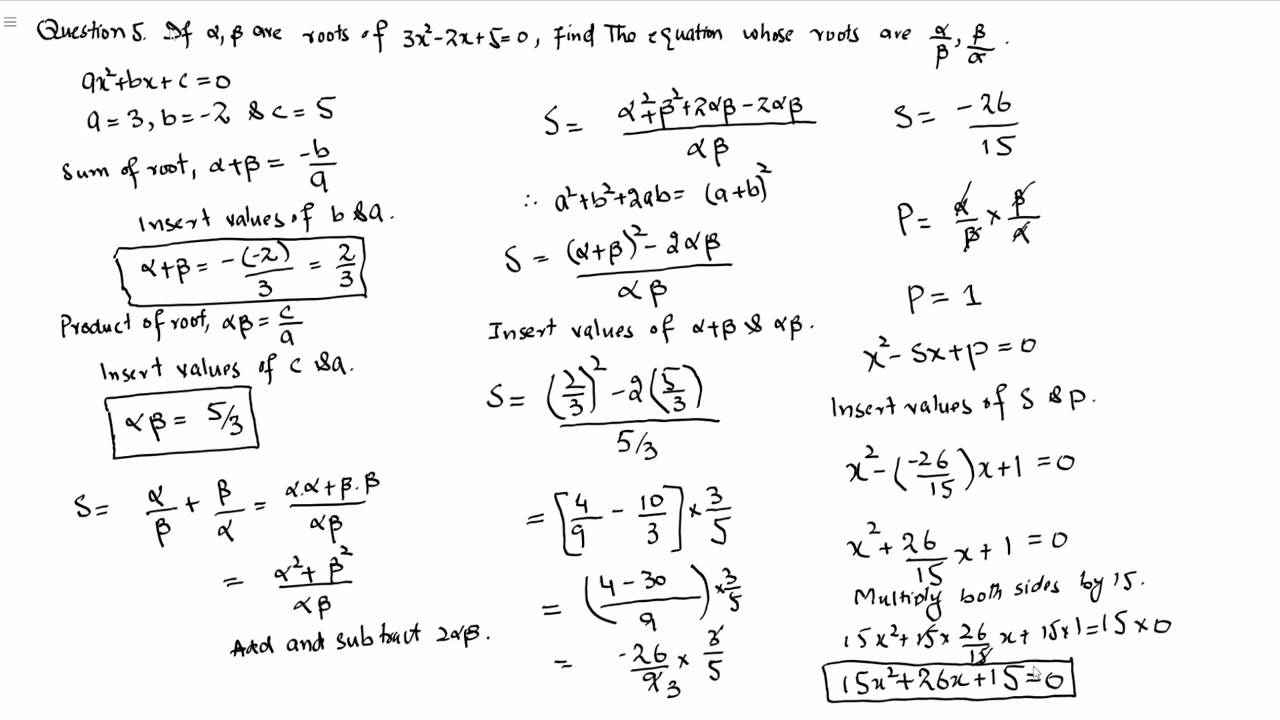 Question 5. If α, β are roots of 3x²-2x+5=0, Find The equation whose roots are α/β, β/α.
ax²+bx+c=0
a=3, b=-2 & c=5
Sum of root, α+β = -b/a
Insert values of b & a.
α+β = -(-2)/3 = 2/3
Product of root, αβ = c/a
Insert values of c & a.
αβ = 5/3
S = α/β + β/α = (α.α+β.β)/αβ
= (α²+β²)/αβ
Add and subtract 2αβ.
S = (α²+β²+2αβ-2αβ)/αβ
∴ a²+b²+2ab = (a+b)²
S = ((α+β)²-2αβ)/αβ
Insert values of α+β & αβ.
S = ((2/3)²-2(5/3))/(5/3)
= [4/9 - 10/3] × 3/5
= ((4-30)/9) × 3/5
= -26/9 3 × 3/5
S = -26/15
P = α/β × β/α
P = 1
x²-Sx+P=0
Insert values of S & P.
x²-(-26/15)x+1=0
x²+26/15 x+1=0
Multiply both sides by 15.
15x²+15×26/15 x+15×1=15×0
15x²+26x+15=0